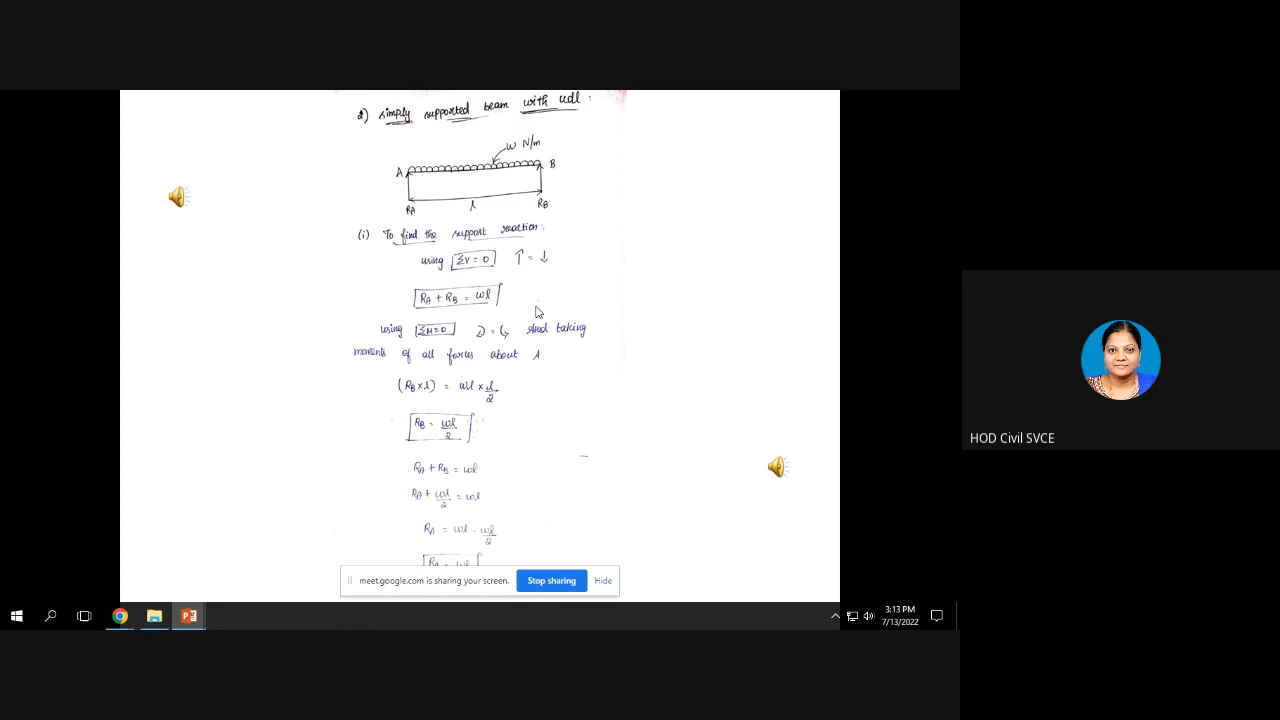 2) simply supported beam with udl :
w N/m
A
B
RA
l
RB
(i) To find the support reaction:
using ΣV = 0 ↑ = ↓
RA + RB = wl
using ΣM = 0 And taking
moments of all forces about A
(RB × l) = wl × l/2
RB = wl/2
RA + RB = wl
RA + wl/2 = wl
RA = wl - wl/2
RA = wl
meet.google.com is sharing your screen.
Stop sharing
Hide
HOD Civil SVCE
3:13 PM
7/13/2022